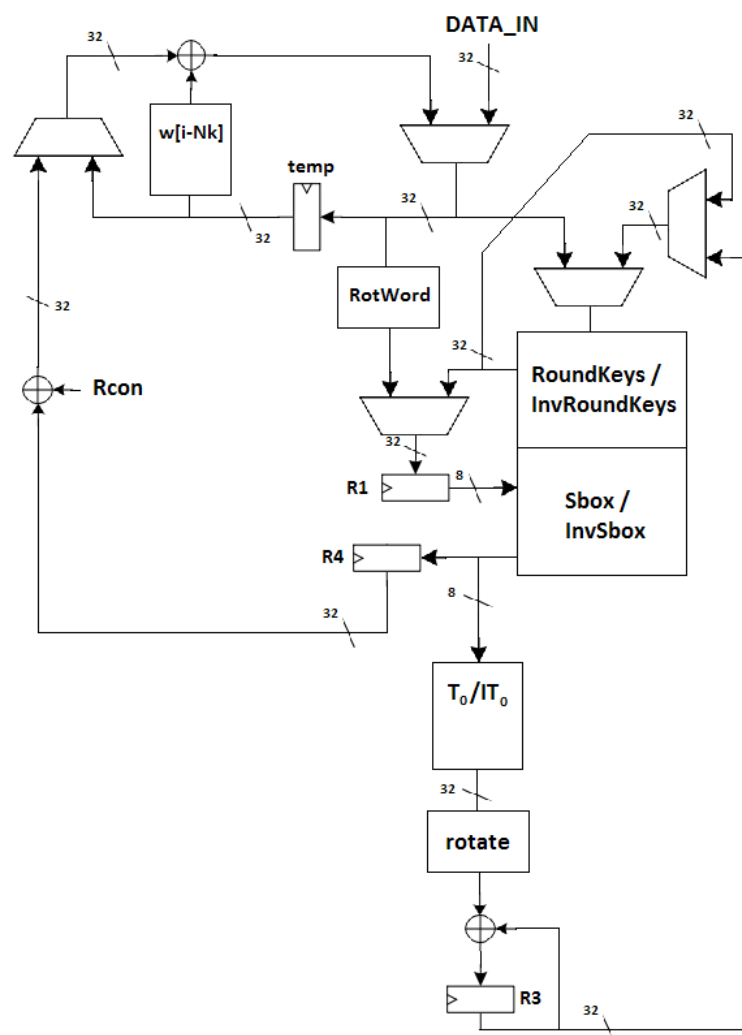 DATA_IN
32
32
32
w[i-Nk]
temp
32
32
32
32
RotWord
32
32
Rcon
RoundKeys /
InvRoundKeys
32
R1
8
Sbox /
InvSbox
R4
8
32
T₀/IT₀
32
rotate
R3
32